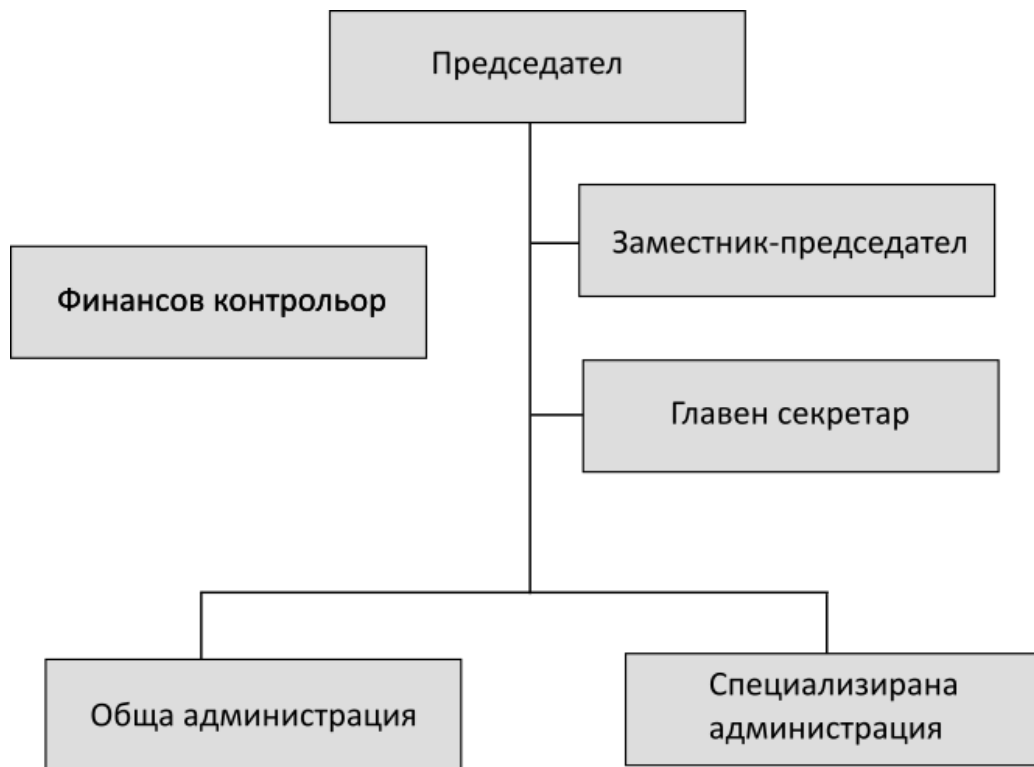 Председател
Заместник-председател
Финансов контрольор
Главен секретар
Обща администрация
Специализирана
администрация